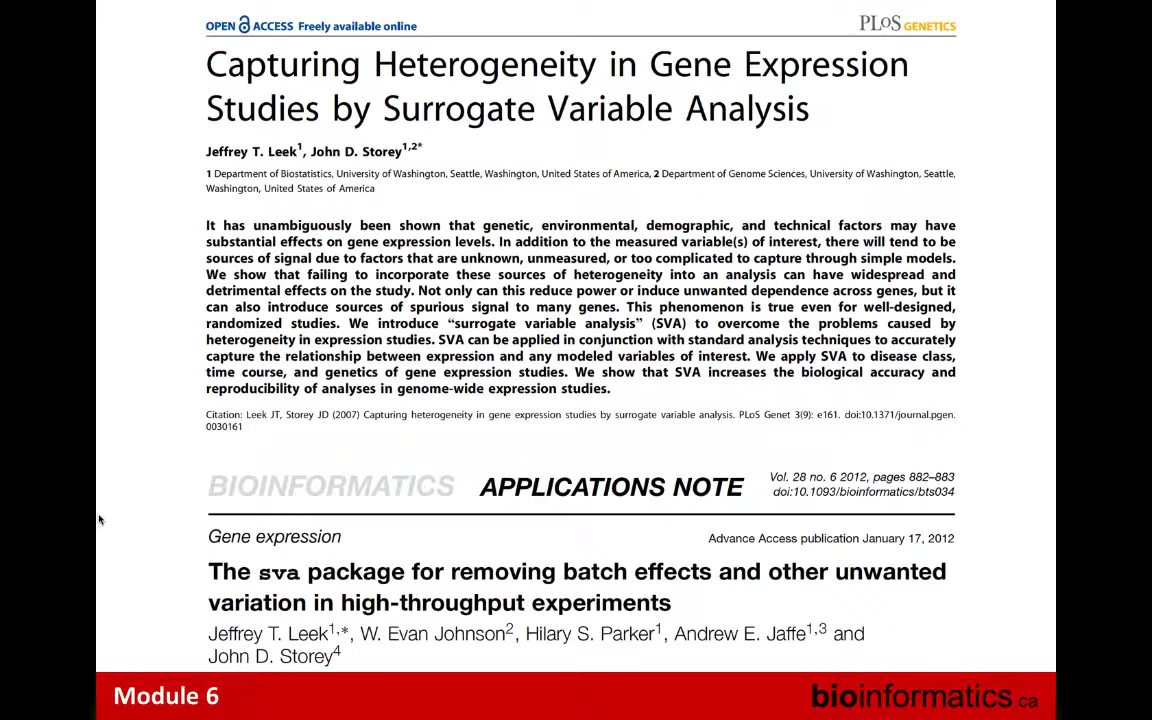 OPEN ACCESS Freely available online
PLoS GENETICS
Capturing Heterogeneity in Gene Expression
Studies by Surrogate Variable Analysis
Jeffrey T. Leek1, John D. Storey1,2*
1 Department of Biostatistics, University of Washington, Seattle, Washington, United States of America, 2 Department of Genome Sciences, University of Washington, Seattle,
Washington, United States of America
It has unambiguously been shown that genetic, environmental, demographic, and technical factors may have
substantial effects on gene expression levels. In addition to the measured variable(s) of interest, there will tend to be
sources of signal due to factors that are unknown, unmeasured, or too complicated to capture through simple models.
We show that failing to incorporate these sources of heterogeneity into an analysis can have widespread and
detrimental effects on the study. Not only can this reduce power or induce unwanted dependence across genes, but it
can also introduce sources of spurious signal to many genes. This phenomenon is true even for well-designed,
randomized studies. We introduce “surrogate variable analysis” (SVA) to overcome the problems caused by
heterogeneity in expression studies. SVA can be applied in conjunction with standard analysis techniques to accurately
capture the relationship between expression and any modeled variables of interest. We apply SVA to disease class,
time course, and genetics of gene expression studies. We show that SVA increases the biological accuracy and
reproducibility of analyses in genome-wide expression studies.
Citation: Leek JT, Storey JD (2007) Capturing heterogeneity in gene expression studies by surrogate variable analysis. PLoS Genet 3(9): e161. doi:10.1371/journal.pgen.
0030161
BIOINFORMATICS APPLICATIONS NOTE
Vol. 28 no. 6 2012, pages 882–883
doi:10.1093/bioinformatics/bts034
Gene expression
Advance Access publication January 17, 2012
The sva package for removing batch effects and other unwanted
variation in high-throughput experiments
Jeffrey T. Leek1,*, W. Evan Johnson2, Hilary S. Parker1, Andrew E. Jaffe1,3 and
John D. Storey4
Module 6
bioinformatics.ca